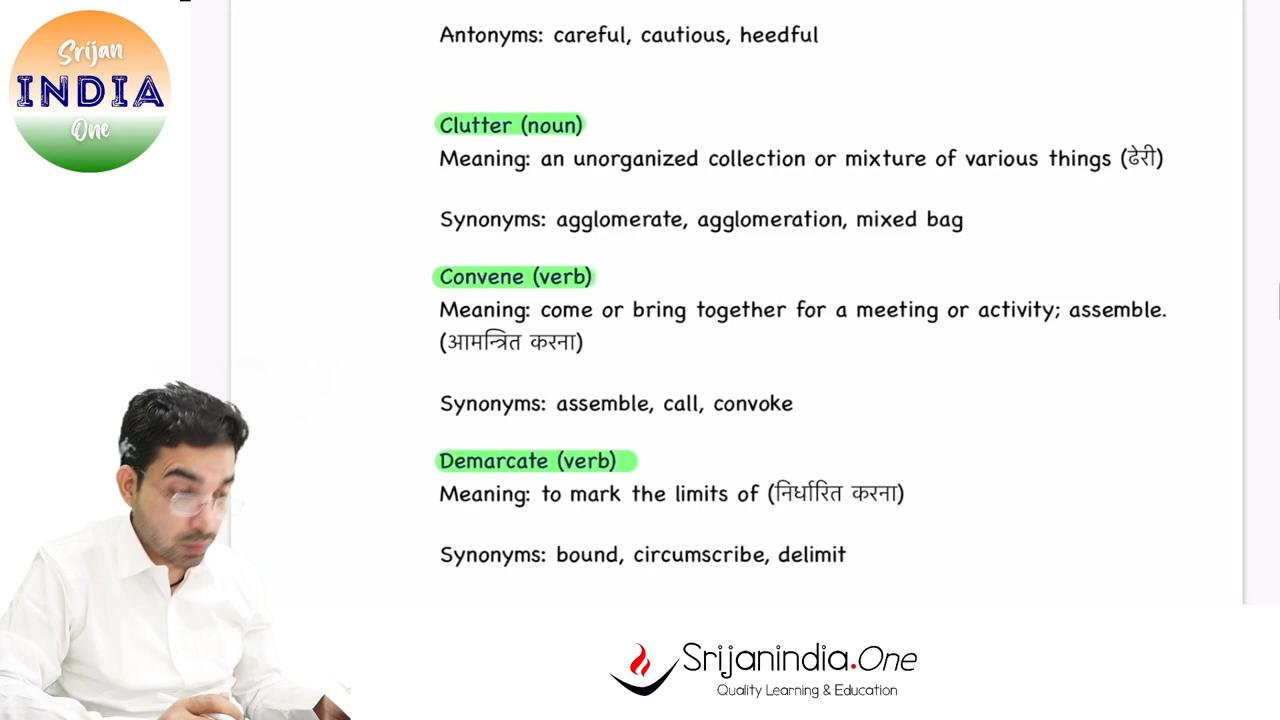 Srijan
INDIA
One
Antonyms: careful, cautious, heedful
Clutter (noun)
Meaning: an unorganized collection or mixture of various things (ढेरी)
Synonyms: agglomerate, agglomeration, mixed bag
Convene (verb)
Meaning: come or bring together for a meeting or activity; assemble.
(आमन्त्रित करना)
Synonyms: assemble, call, convoke
Demarcate (verb)
Meaning: to mark the limits of (निर्धारित करना)
Synonyms: bound, circumscribe, delimit
Srijanindia.One
Quality Learning & Education